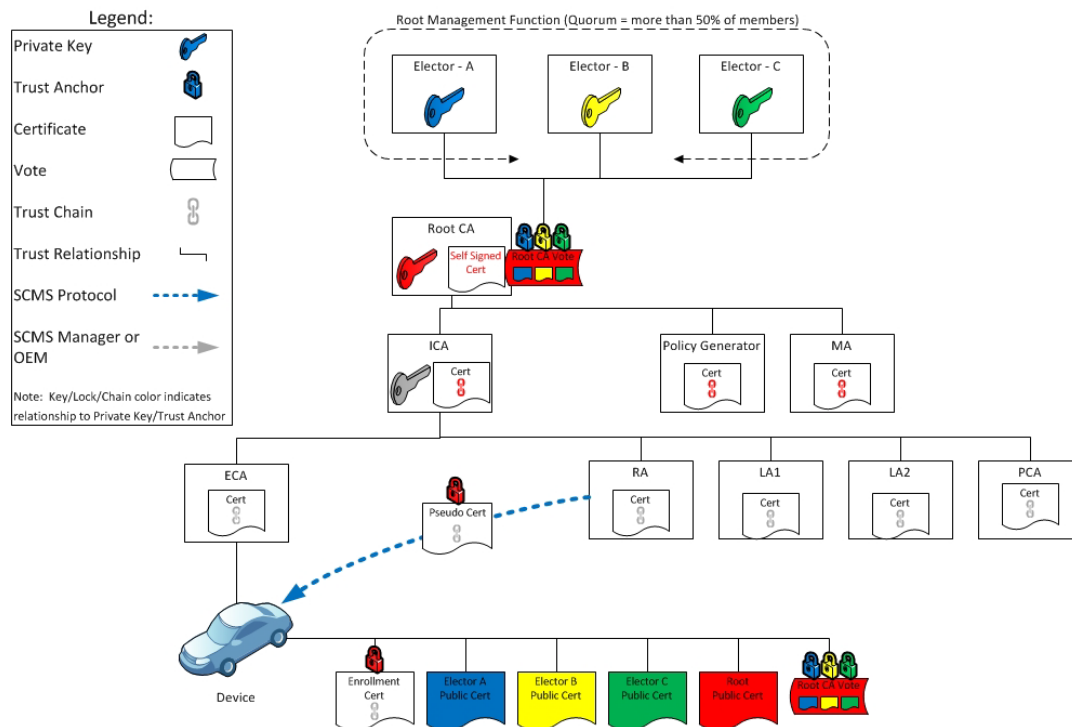 Legend:
Private Key
Trust Anchor
Certificate
Vote
Trust Chain
Trust Relationship
SCMS Protocol
SCMS Manager or
OEM
Note:  Key/Lock/Chain color indicates
relationship to Private Key/Trust Anchor
Root Management Function (Quorum = more than 50% of members)
Elector - A
Elector - B
Elector - C
Root CA
Self Signed
Cert
Root CA Vote
ICA
Cert
Policy Generator
Cert
MA
Cert
ECA
Cert
Pseudo Cert
RA
Cert
LA1
Cert
LA2
Cert
PCA
Cert
Device
Enrollment
Cert
Elector A
Public Cert
Elector B
Public Cert
Elector C
Public Cert
Root
Public Cert
Root CA Vote